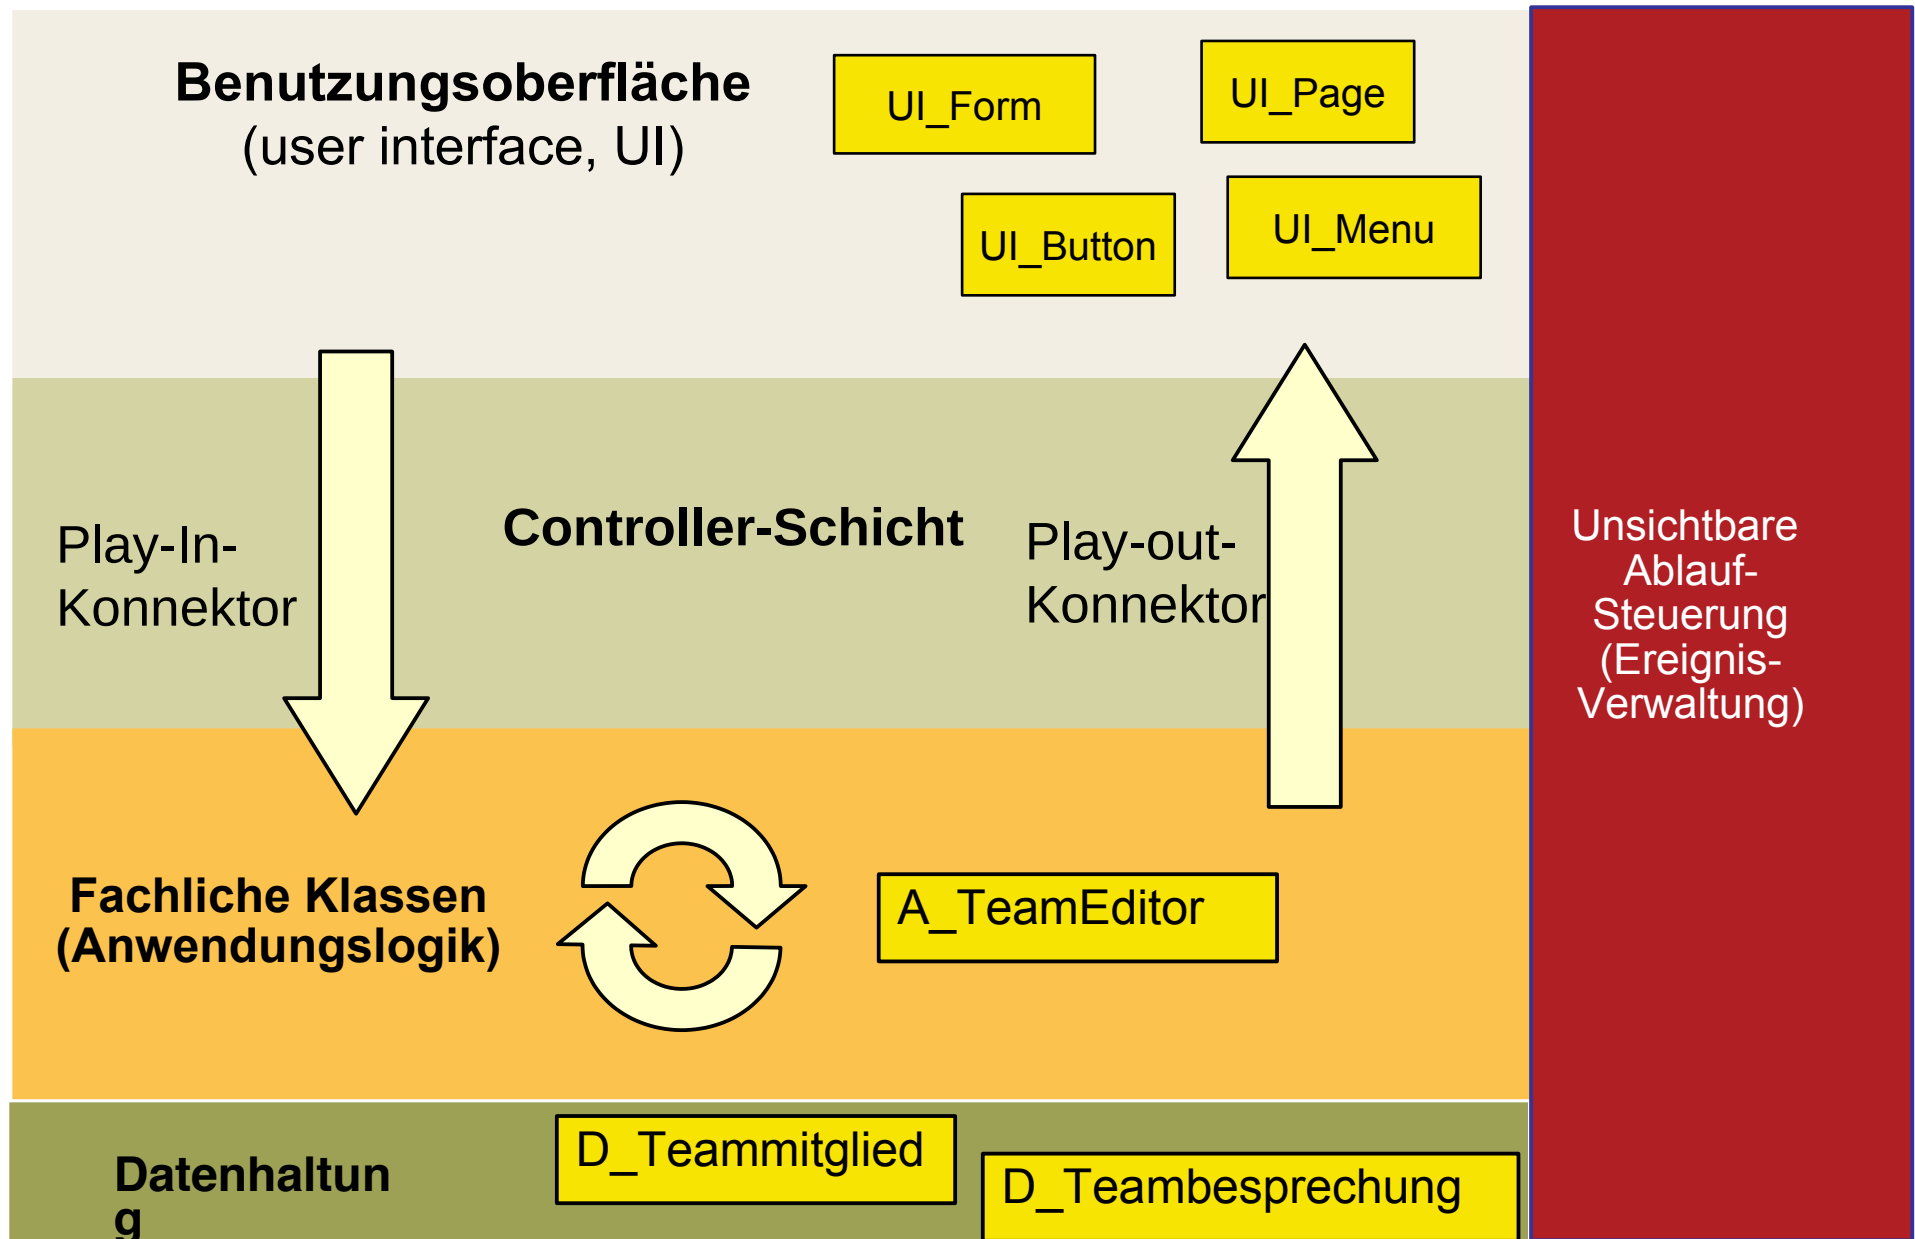 Benutzungsoberfläche
(user interface, UI)
UI_Form
UI_Page
UI_Button
UI_Menu
Play-In-
Konnektor
Controller-Schicht
Play-out-
Konnektor
Unsichtbare
Ablauf-
Steuerung
(Ereignis-
Verwaltung)
Fachliche Klassen
(Anwendungslogik)
A_TeamEditor
Datenhaltun
g
D_Teammitglied
D_Teambesprechung